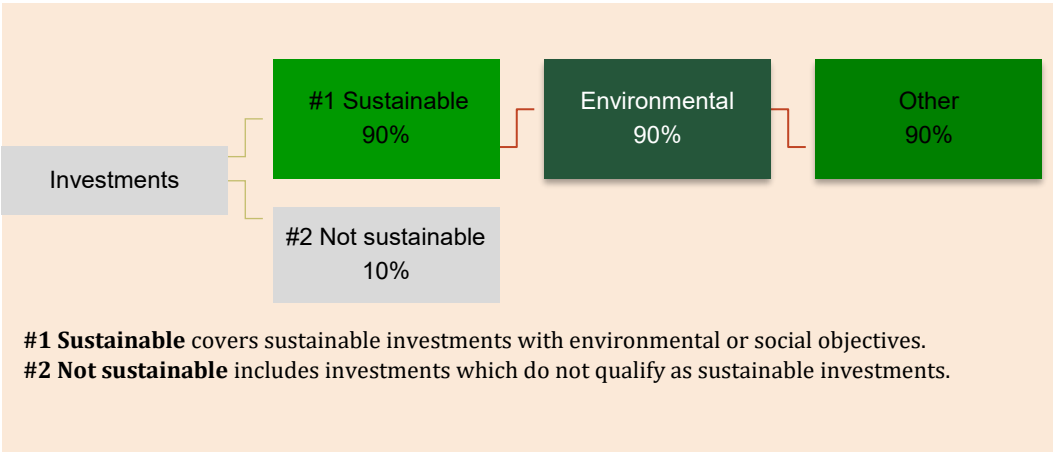 #1 Sustainable
90%
Environmental
90%
Other
90%
Investments
#2 Not sustainable
10%
#1 Sustainable covers sustainable investments with environmental or social objectives.
#2 Not sustainable includes investments which do not qualify as sustainable investments.